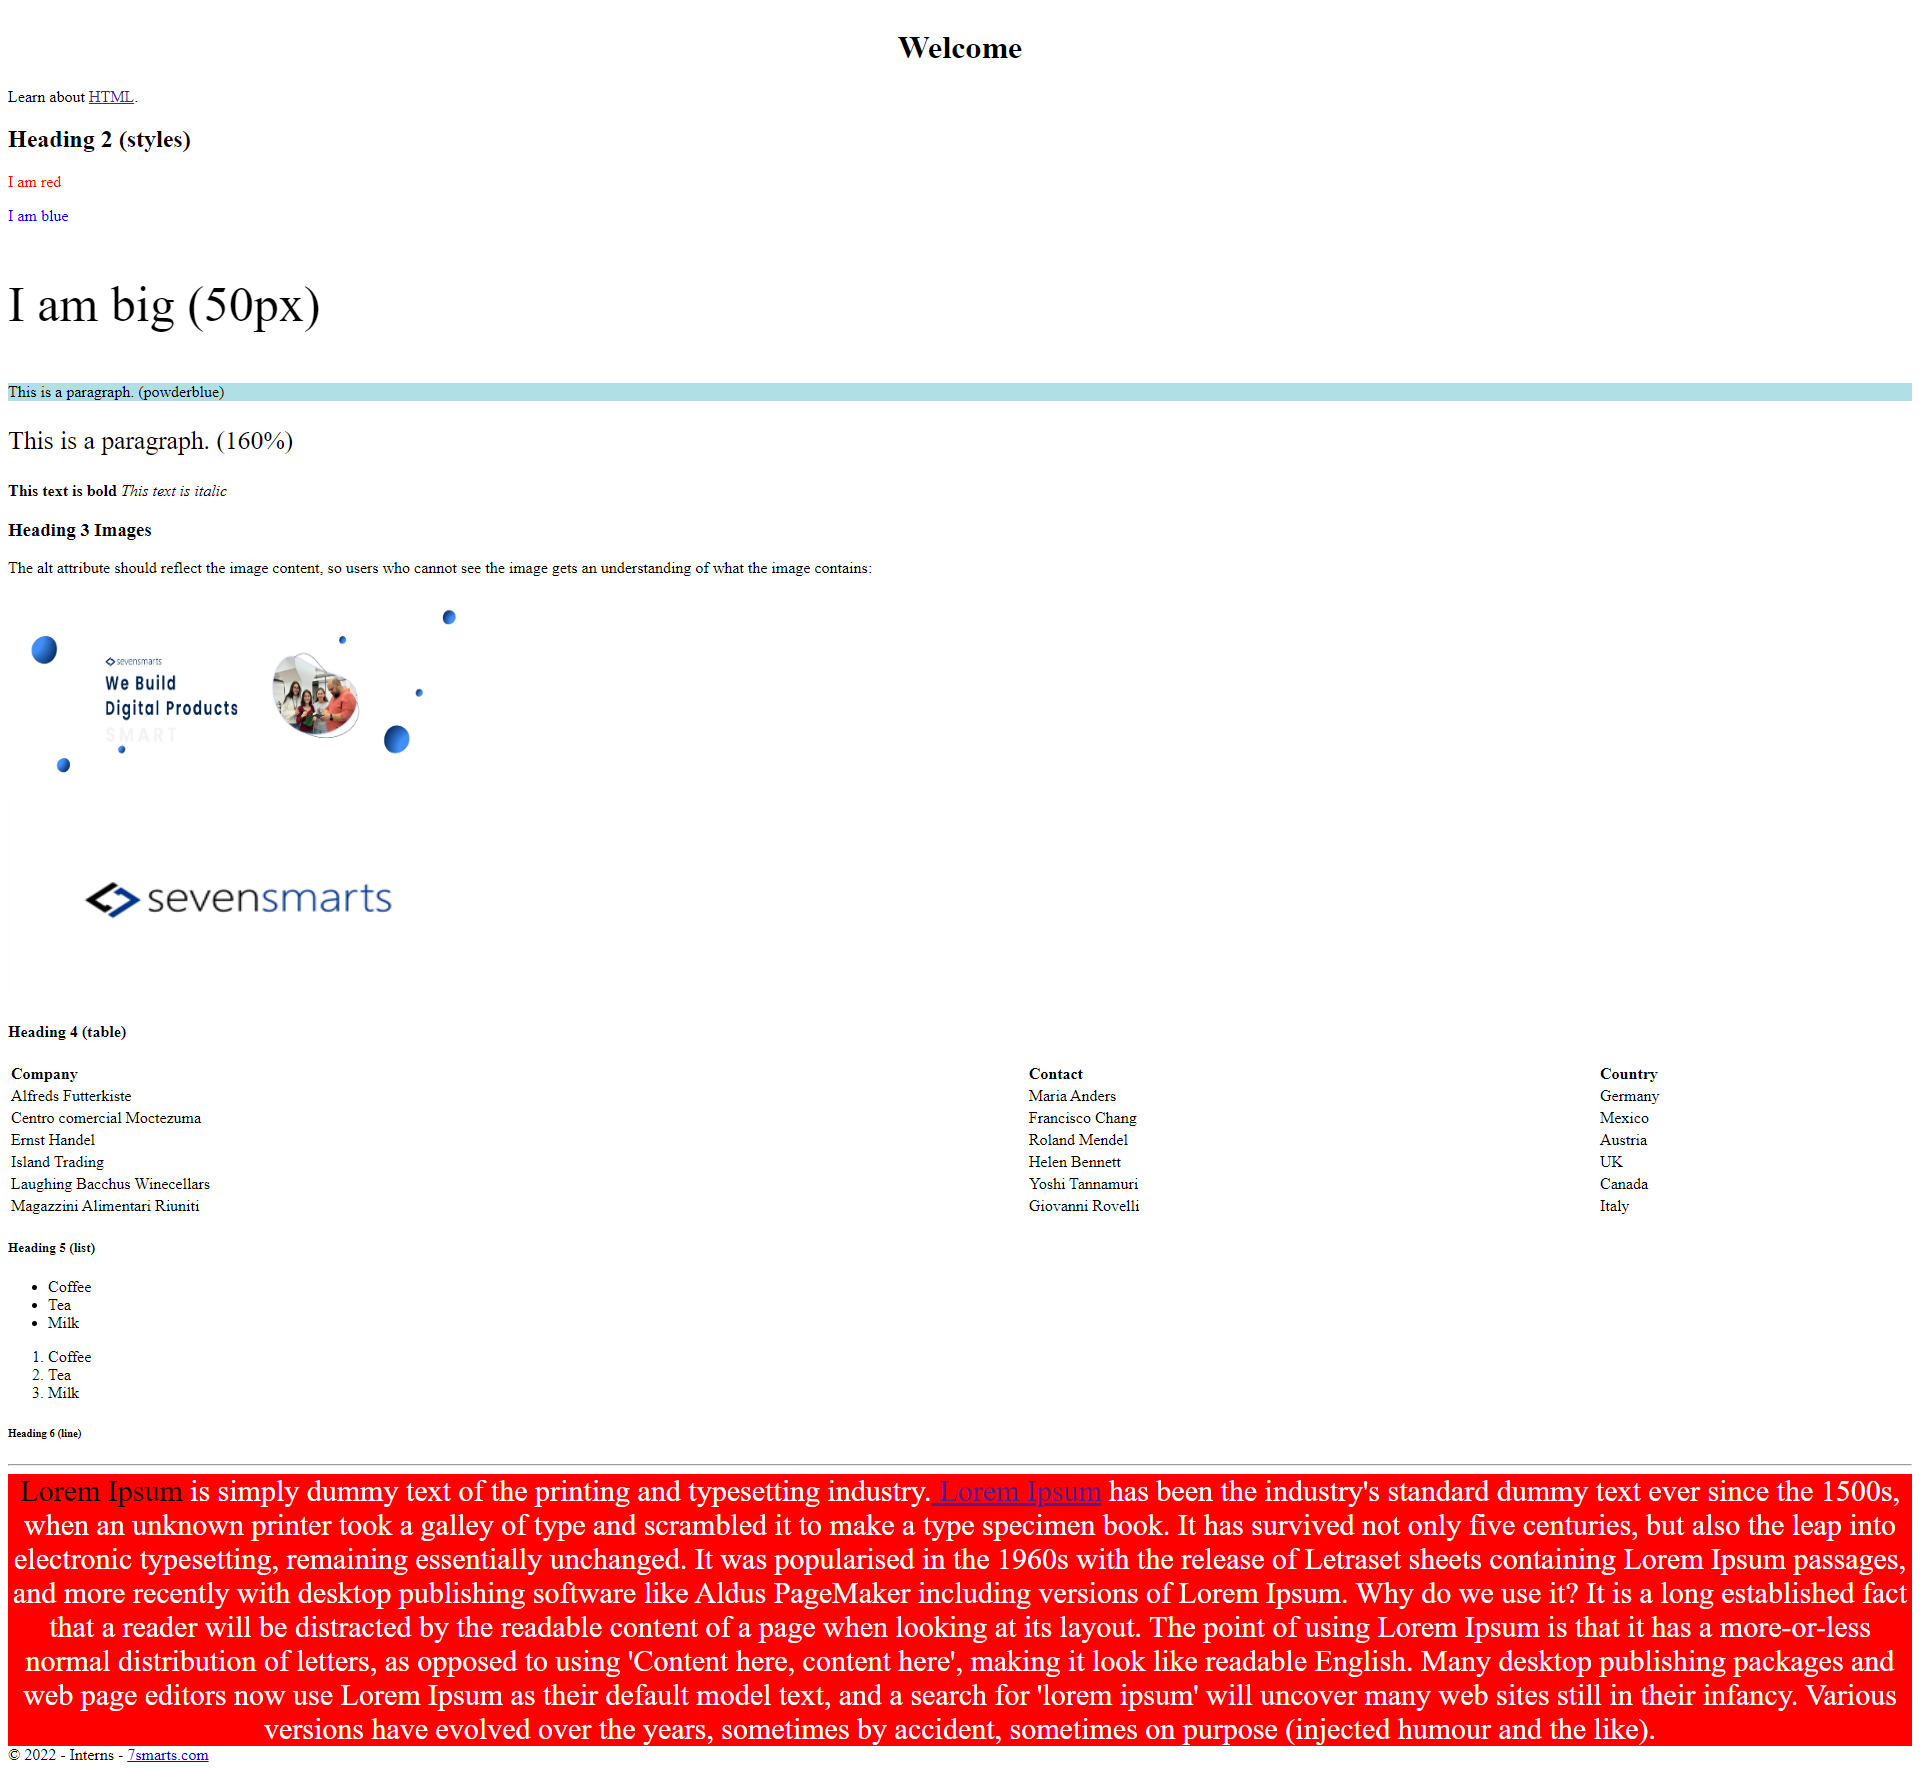 Welcome
Learn about HTML.
Heading 2 (styles)
I am red
I am blue
I am big (50px)
This is a paragraph. (powderblue)
This is a paragraph. (160%)
This text is bold This text is italic
Heading 3 Images
The alt attribute should reflect the image content, so users who cannot see the image gets an understanding of what the image contains:
sevensmarts
We Build
Digital Products
SMART
sevensmarts
Heading 4 (table)
Company Contact Country
Alfreds Futterkiste Maria Anders Germany
Centro comercial Moctezuma Francisco Chang Mexico
Ernst Handel Roland Mendel Austria
Island Trading Helen Bennett UK
Laughing Bacchus Winecellars Yoshi Tannamuri Canada
Magazzini Alimentari Riuniti Giovanni Rovelli Italy
Heading 5 (list)
• Coffee
• Tea
• Milk
1. Coffee
2. Tea
3. Milk
Heading 6 (line)
Lorem Ipsum is simply dummy text of the printing and typesetting industry. Lorem Ipsum has been the industry's standard dummy text ever since the 1500s,
when an unknown printer took a galley of type and scrambled it to make a type specimen book. It has survived not only five centuries, but also the leap into
electronic typesetting, remaining essentially unchanged. It was popularised in the 1960s with the release of Letraset sheets containing Lorem Ipsum passages,
and more recently with desktop publishing software like Aldus PageMaker including versions of Lorem Ipsum. Why do we use it? It is a long established fact
that a reader will be distracted by the readable content of a page when looking at its layout. The point of using Lorem Ipsum is that it has a more-or-less
normal distribution of letters, as opposed to using 'Content here, content here', making it look like readable English. Many desktop publishing packages and
web page editors now use Lorem Ipsum as their default model text, and a search for 'lorem ipsum' will uncover many web sites still in their infancy. Various
versions have evolved over the years, sometimes by accident, sometimes on purpose (injected humour and the like).
© 2022 - Interns - 7smarts.com